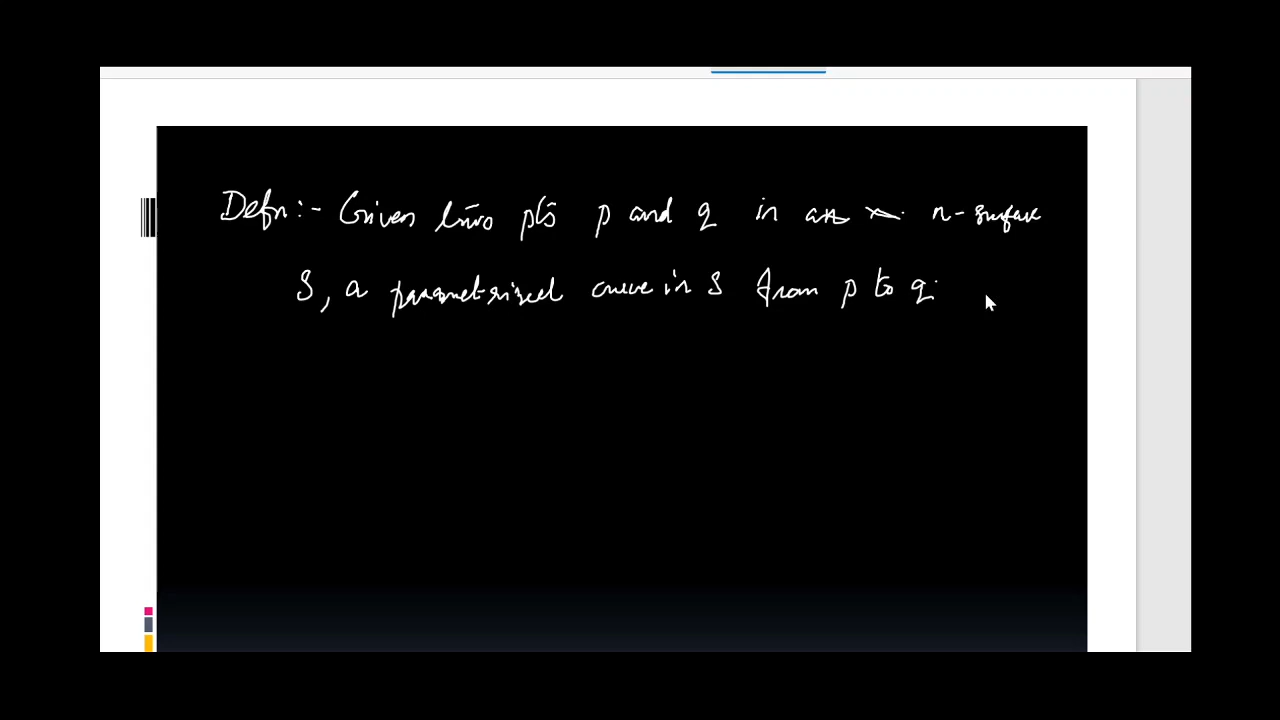 Defn:- Given two pts p and q in an n-surface
S, a parametrized curve in S from p to q